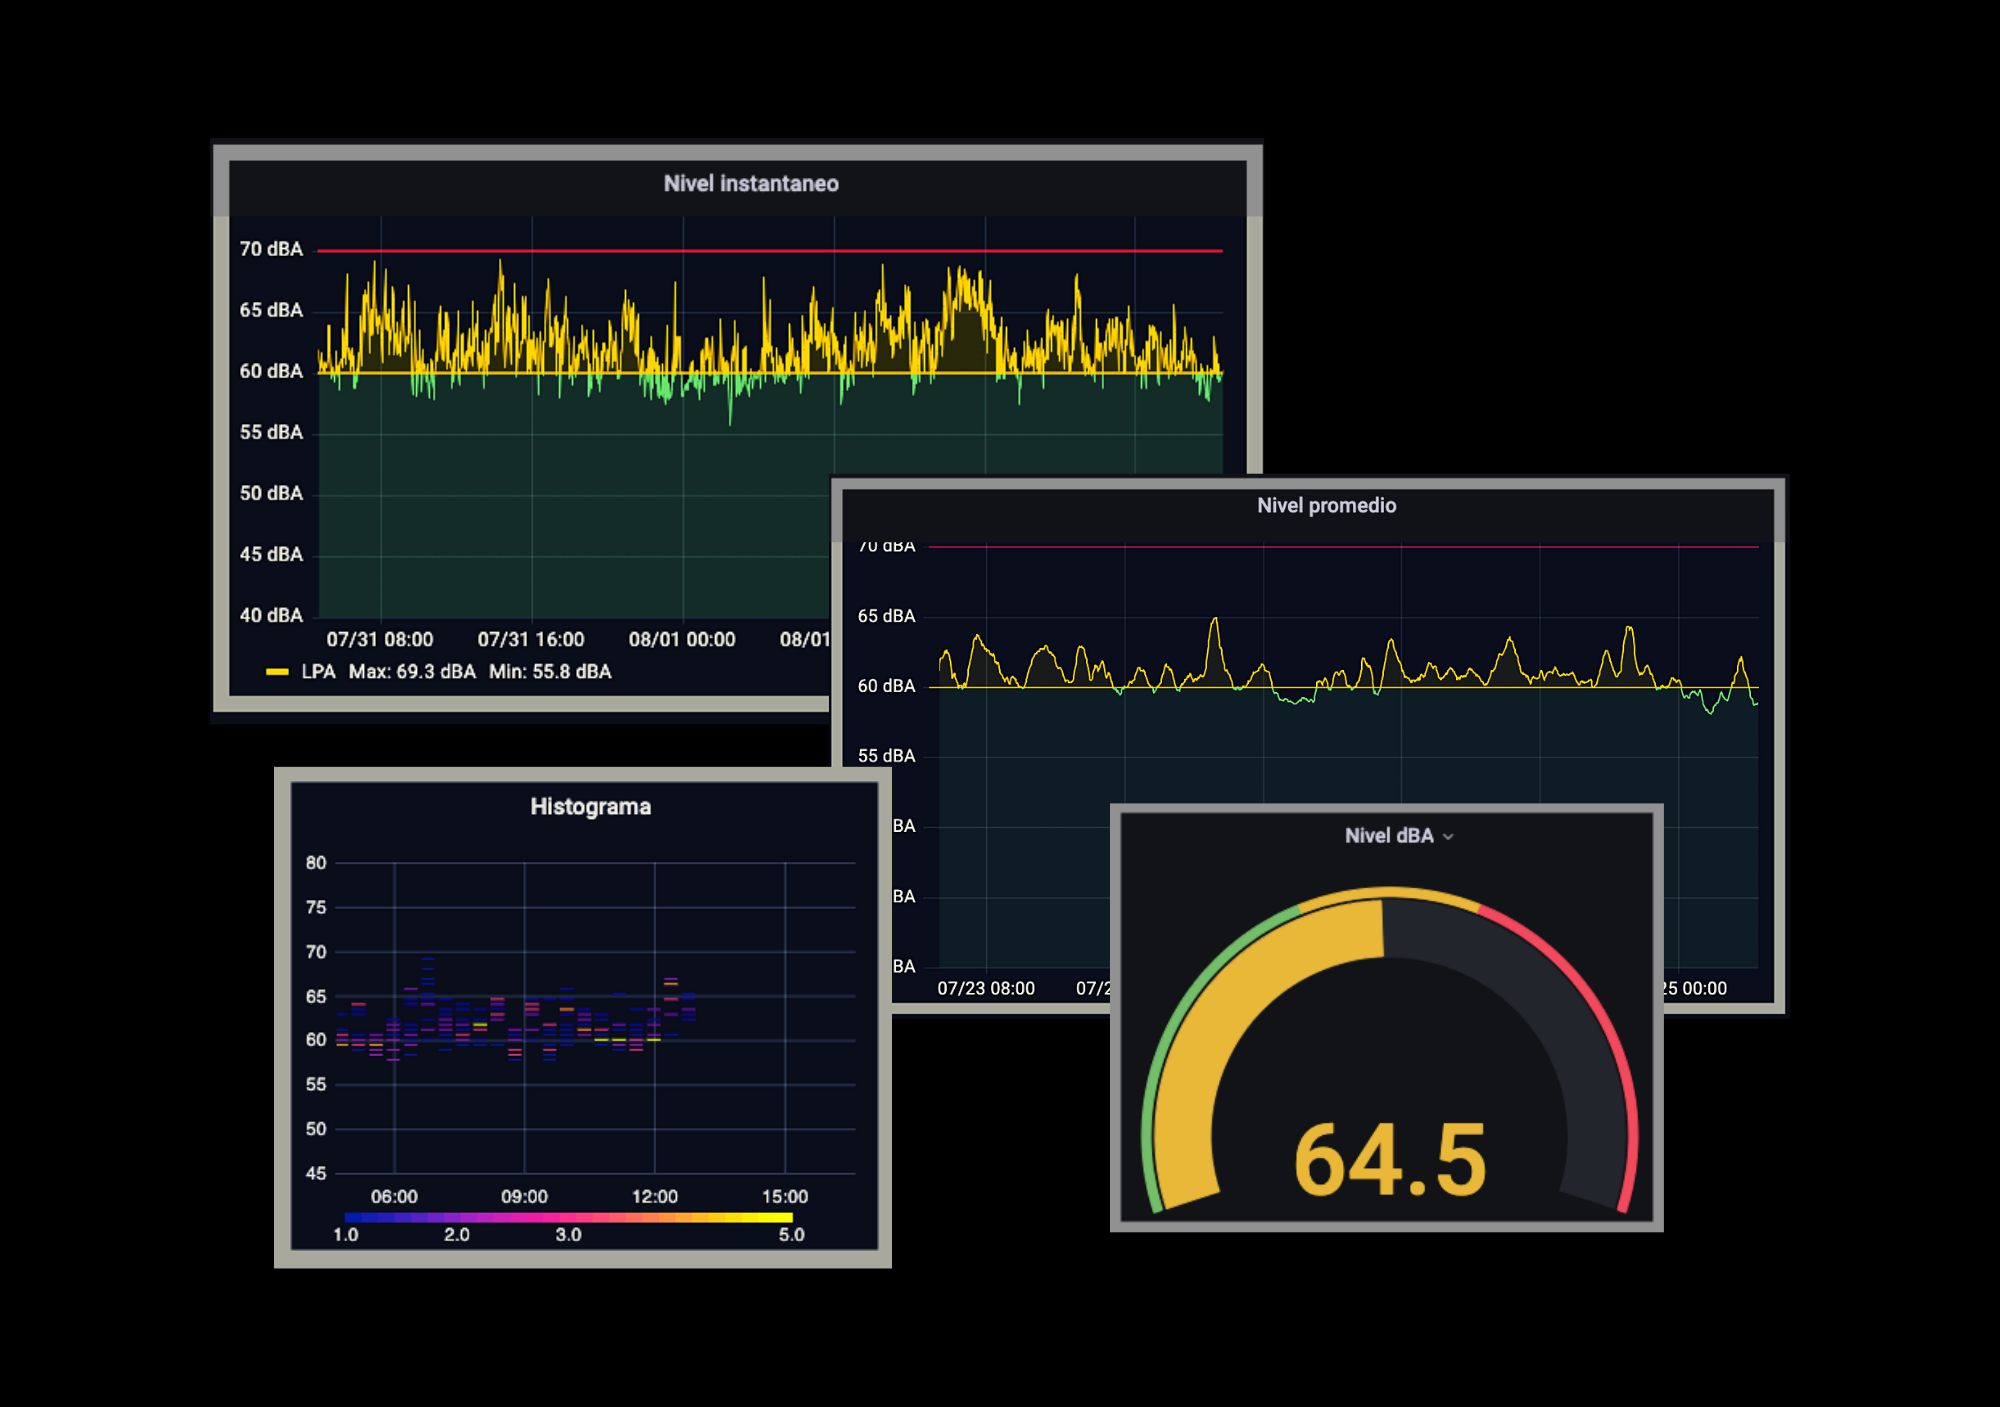 Nivel instantaneo
70 dBA
65 dBA
60 dBA
55 dBA
50 dBA
45 dBA
40 dBA
07/31 08:00 07/31 16:00 08/01 00:00 08/01
LPA Max: 69.3 dBA Min: 55.8 dBA
Nivel promedio
70 dBA
65 dBA
60 dBA
55 dBA
BA
BA
BA
07/23 08:00 07/2 25 00:00
Histograma
80
75
70
65
60
55
50
45
06:00 09:00 12:00 15:00
1.0 2.0 3.0 5.0
Nivel dBA
64.5